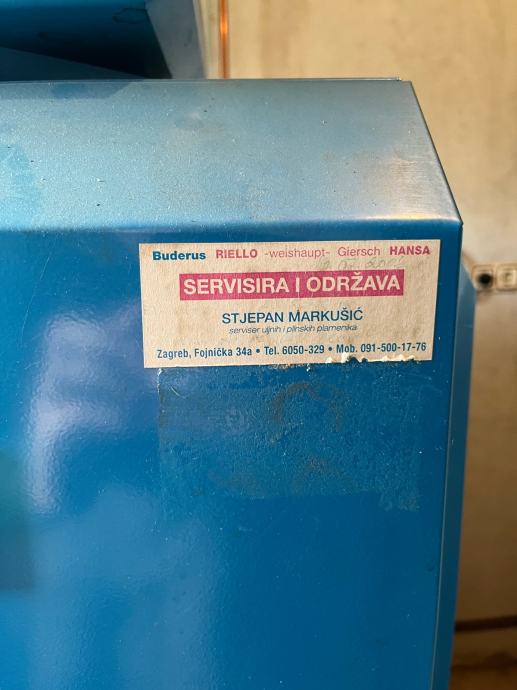 Buderus RIELLO -weishaupt- Giersch HANSA
SERVISIRA I ODRŽAVA
STJEPAN MARKUŠIĆ
serviser uljnih i plinskih plamenika
Zagreb, Fojnička 34a • Tel. 6050-329 • Mob. 091-500-17-76